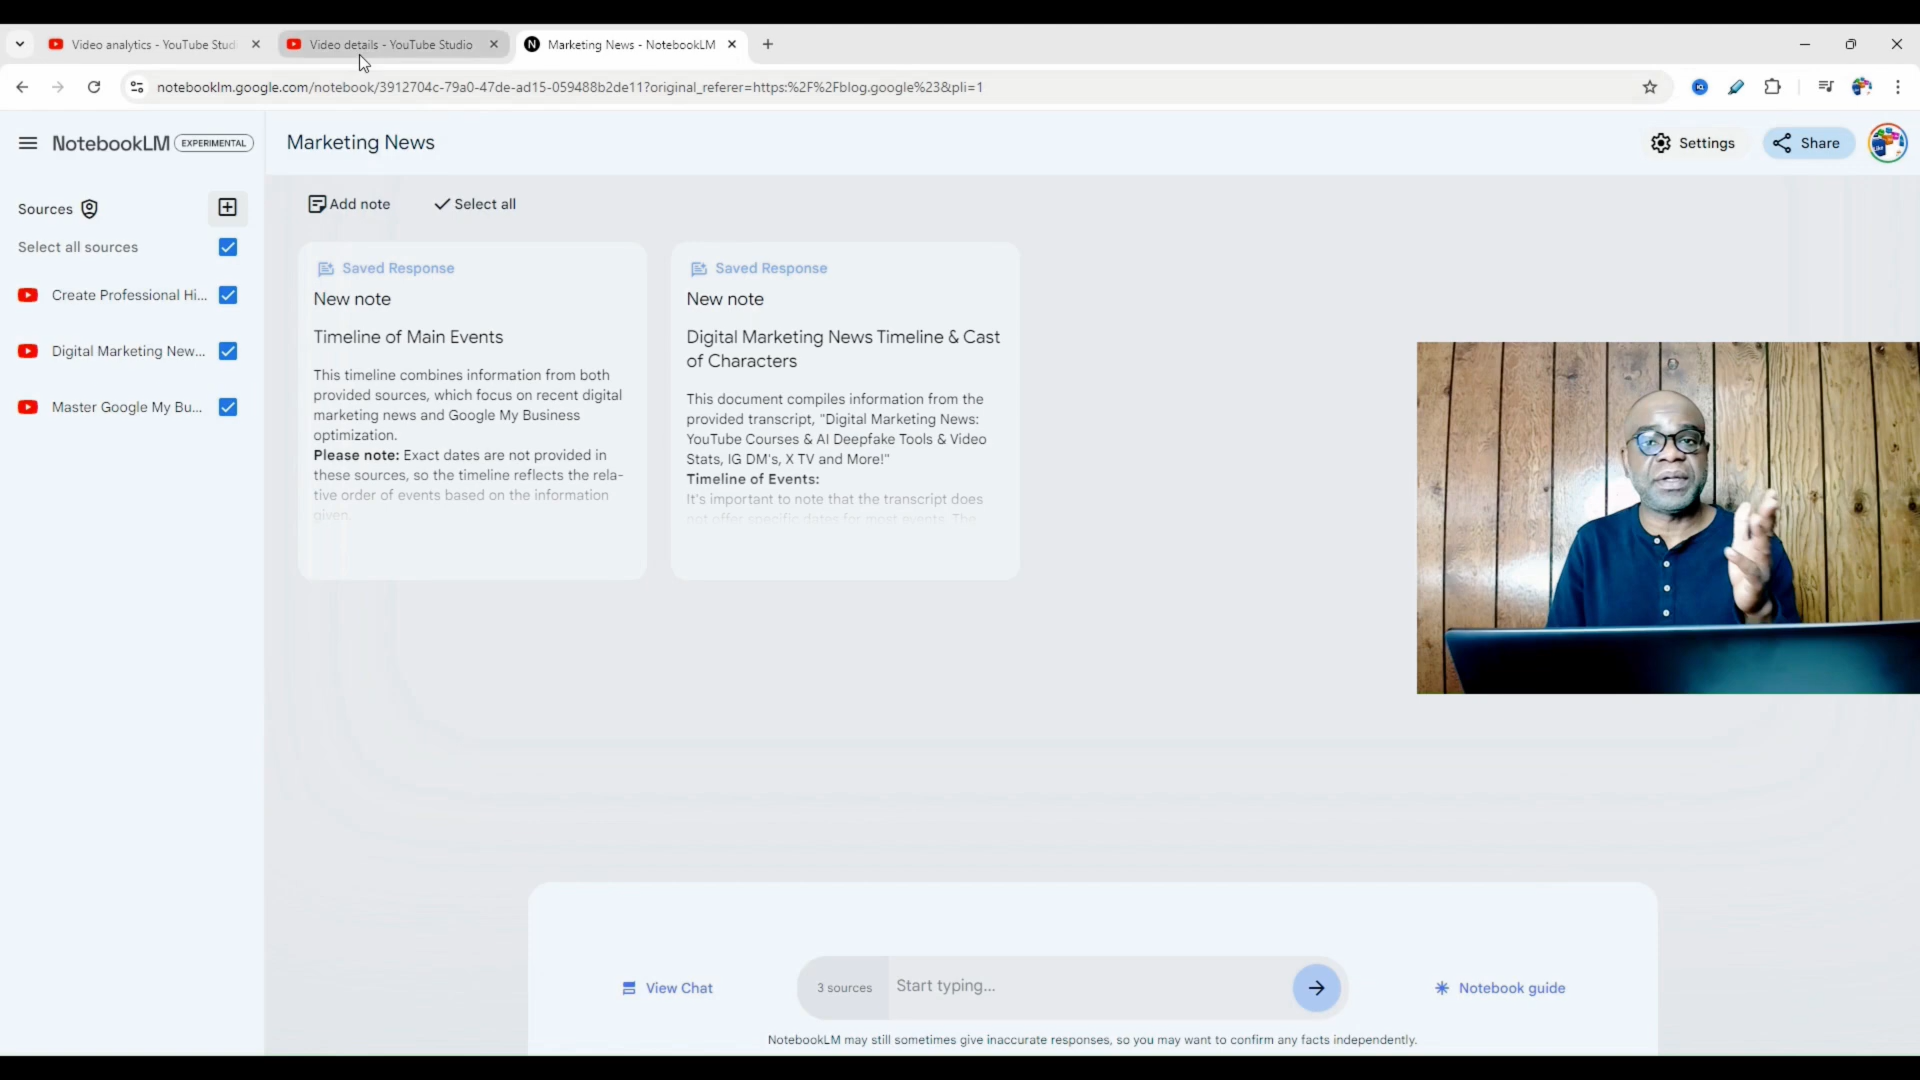 Video analytics - YouTube Stud
Video details - YouTube Studio
Marketing News - NotebookLM
notebooklm.google.com/notebook/3912704c-79a0-47de-ad15-059488b2de11?original_referer=https:%2F%2Fblog.google%23&pli=1
NotebookLM EXPERIMENTAL
Marketing News
Settings
Share
Sources
Select all sources
Create Professional Hi...
Digital Marketing New...
Master Google My Bu...
Add note
Select all
Saved Response
New note
Timeline of Main Events
This timeline combines information from both
provided sources, which focus on recent digital
marketing news and Google My Business
optimization.
Please note: Exact dates are not provided in
these sources, so the timeline reflects the rela-
tive order of events based on the information
given.
Saved Response
New note
Digital Marketing News Timeline & Cast
of Characters
This document compiles information from the
provided transcript, "Digital Marketing News:
YouTube Courses & AI Deepfake Tools & Video
Stats, IG DM's, X TV and More!"
Timeline of Events:
It's important to note that the transcript does
not offer specific dates for most events. The
View Chat
3 sources
Start typing...
Notebook guide
NotebookLM may still sometimes give inaccurate responses, so you may want to confirm any facts independently.